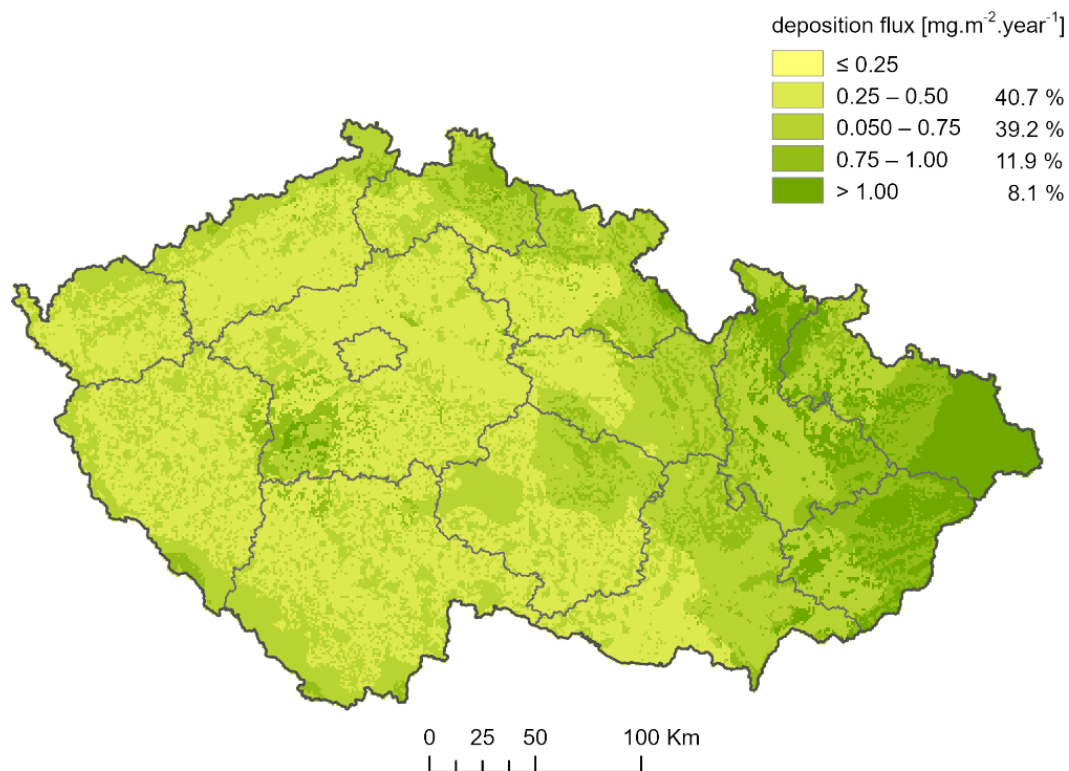 deposition flux [mg.m⁻².year⁻¹]
≤ 0.25
0.25 – 0.50 40.7 %
0.050 – 0.75 39.2 %
0.75 – 1.00 11.9 %
> 1.00 8.1 %
0 25 50 100 Km